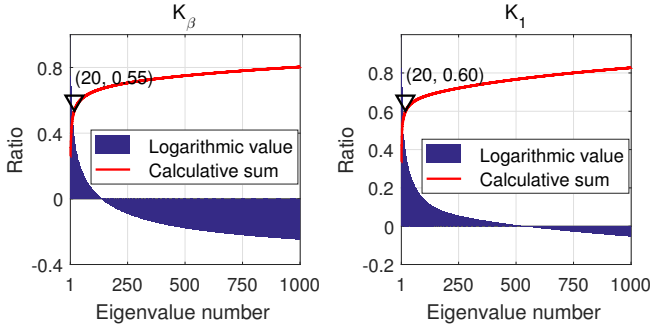 K_β
(20, 0.55)
0.8
0.4
0
-0.4
Ratio
Logarithmic value
Calculative sum
1 250 500 750 1000
Eigenvalue number
K_1
(20, 0.60)
0.8
0.6
0.4
0.2
0
-0.2
Ratio
Logarithmic value
Calculative sum
1 250 500 750 1000
Eigenvalue number